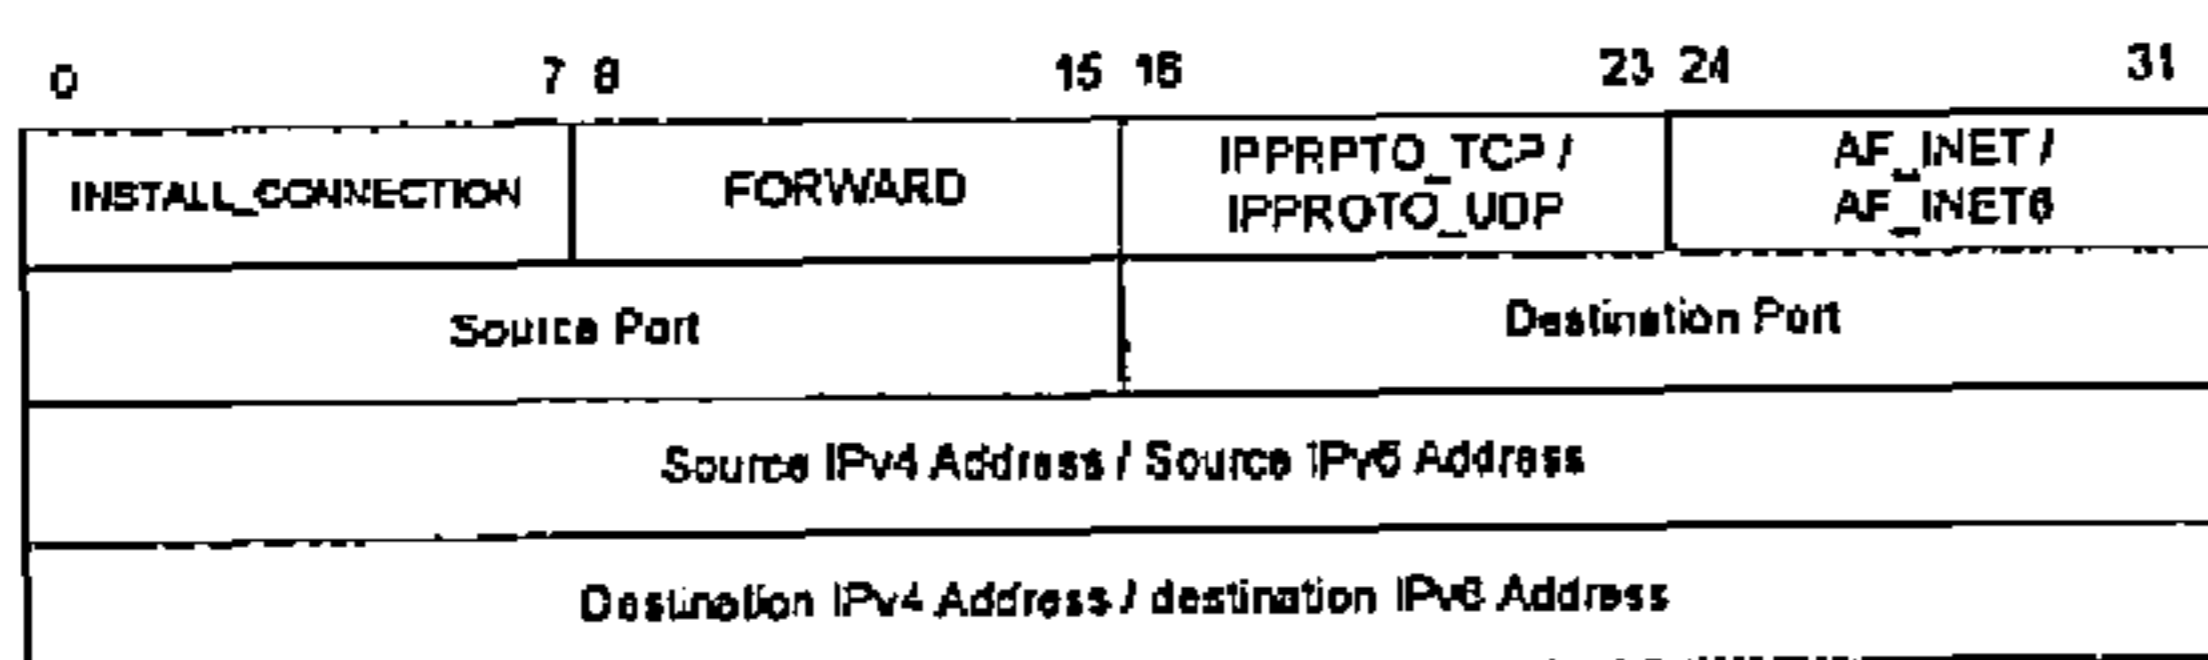 0 7 8 15 16 23 24 31
INSTALL_CONNECTION FORWARD IPPRPTO_TCP / AF_INET /
IPPROTO_UDP AF_INET6
Source Port Destination Port
Source IPv4 Address / Source IPv6 Address
Destination IPv4 Address / destination IPv6 Address